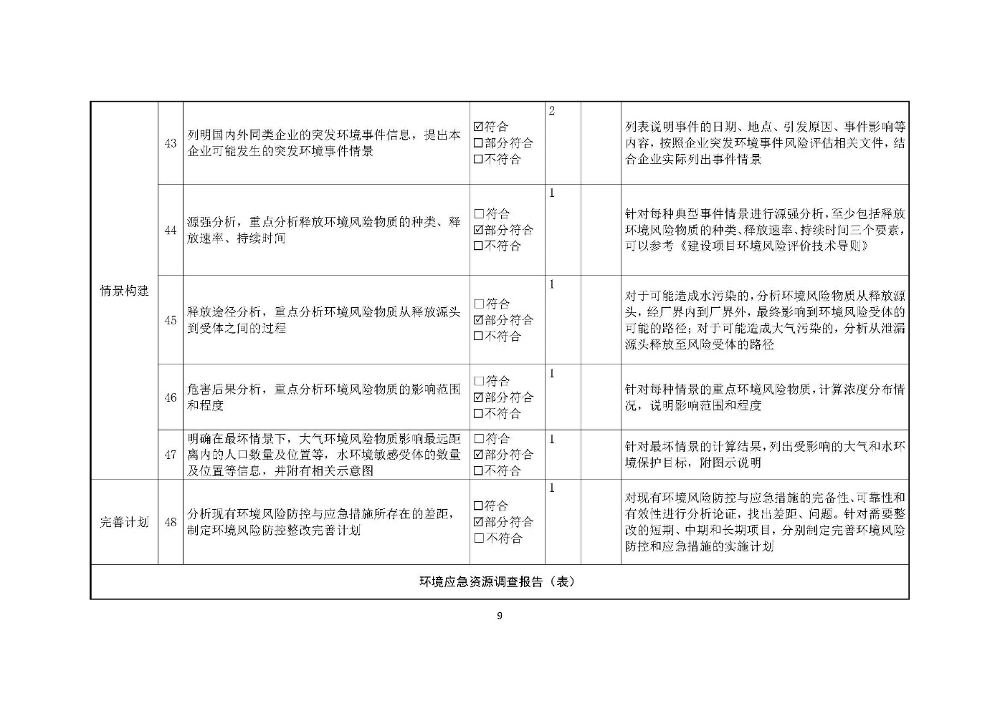 情景构建
43
列明国内外同类企业的突发环境事件信息，提出本
企业可能发生的突发环境事件情景
☑符合
☐部分符合
☐不符合
2
列表说明事件的日期、地点、引发原因、事件影响等
内容，按照企业突发环境事件风险评估相关文件，结
合企业实际列出事件情景
44
源强分析，重点分析释放环境风险物质的种类、释
放速率、持续时间
☐符合
☑部分符合
☐不符合
1
针对每种典型事件情景进行源强分析，至少包括释放
环境风险物质的种类、释放速率、持续时间三个要素，
可以参考《建设项目环境风险评价技术导则》
45
释放途径分析，重点分析环境风险物质从释放源头
到受体之间的过程
☐符合
☑部分符合
☐不符合
1
对于可能造成水污染的，分析环境风险物质从释放源
头，经厂界内到厂界外，最终影响到环境风险受体的
可能的路径；对于可能造成大气污染的，分析从泄漏
源头释放至风险受体的路径
46
危害后果分析，重点分析环境风险物质的影响范围
和程度
☐符合
☑部分符合
☐不符合
1
针对每种情景的重点环境风险物质，计算浓度分布情
况，说明影响范围和程度
47
明确在最坏情景下，大气环境风险物质影响最远距
离内的人口数量及位置等，水环境敏感受体的数量
及位置等信息，并附有相关示意图
☐符合
☑部分符合
☐不符合
1
针对最坏情景的计算结果，列出受影响的大气和水环
境保护目标，附图示说明
完善计划
48
分析现有环境风险防控与应急措施所存在的差距，
制定环境风险防控整改完善计划
☐符合
☑部分符合
☐不符合
1
对现有环境风险防控与应急措施的完备性、可靠性和
有效性进行分析论证，找出差距、问题。针对需要整
改的短期、中期和长期项目，分别制定完善环境风险
防控和应急措施的实施计划
环境应急资源调查报告（表）
9